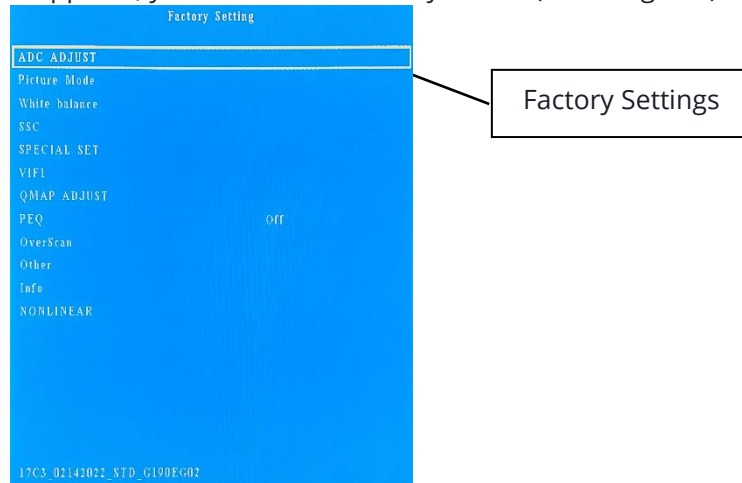 Factory Setting
ADC ADJUST
Picture Mode
White balance
SSC
SPECIAL SET
VIF1
QMAP ADJUST
PEQ Off
OverScan
Other
Info
NONLINEAR
17C3_02142022_STD_G190EG02
Factory Settings